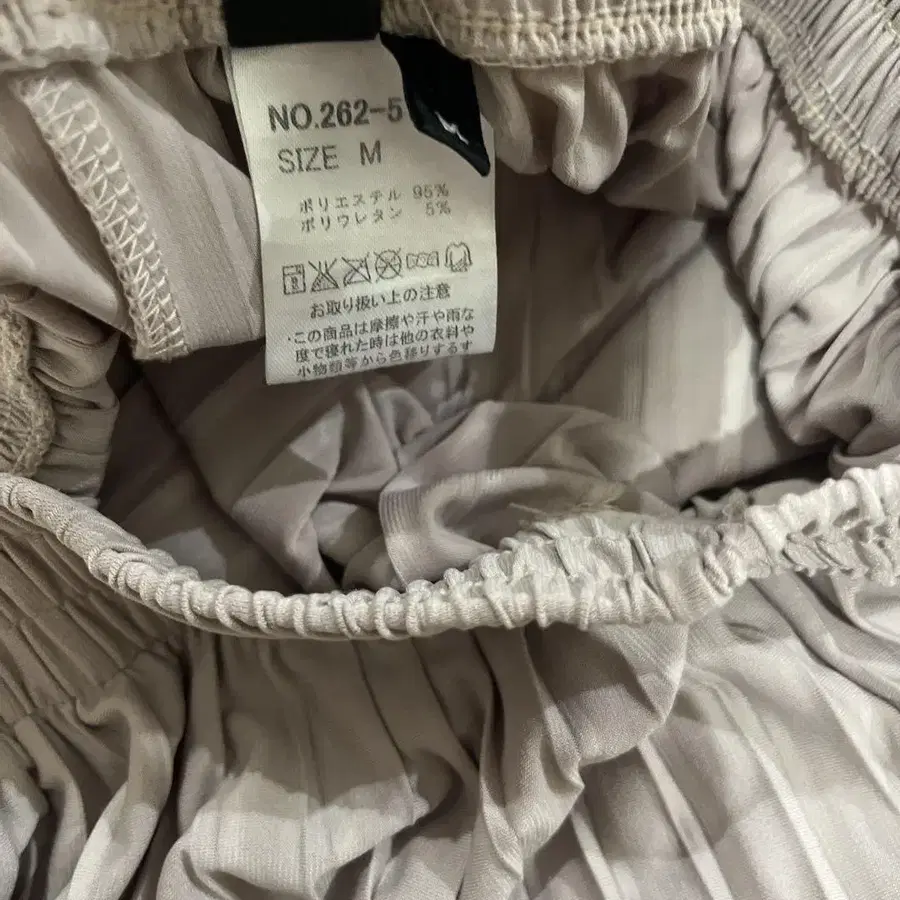 NO.262-5
SIZE M
ポリエステル 95%
ポリウレタン 5%
お取り扱い上の注意
・この商品は摩擦や汗や雨な
度で寝れた時は他の衣料や
小物類等から色移りするす